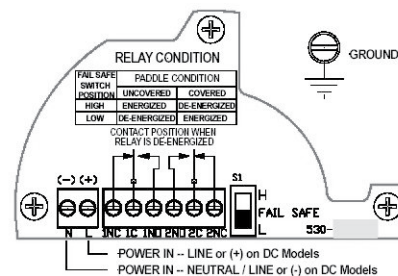 RELAY CONDITION
GROUND
FAIL SAFE SWITCH POSITION
PADDLE CONDITION
UNCOVERED COVERED
HIGH ENERGIZED DE-ENERGIZED
LOW DE-ENERGIZED ENERGIZED
CONTACT POSITION WHEN
RELAY IS DE-ENERGIZED
(-) (+)
S1
H
FAIL SAFE
L
N L 1NC 1C 1NO 2NO 2C 2NC
530-
POWER IN -- LINE or (+) on DC Models
POWER IN -- NEUTRAL / LINE or (-) on DC Models